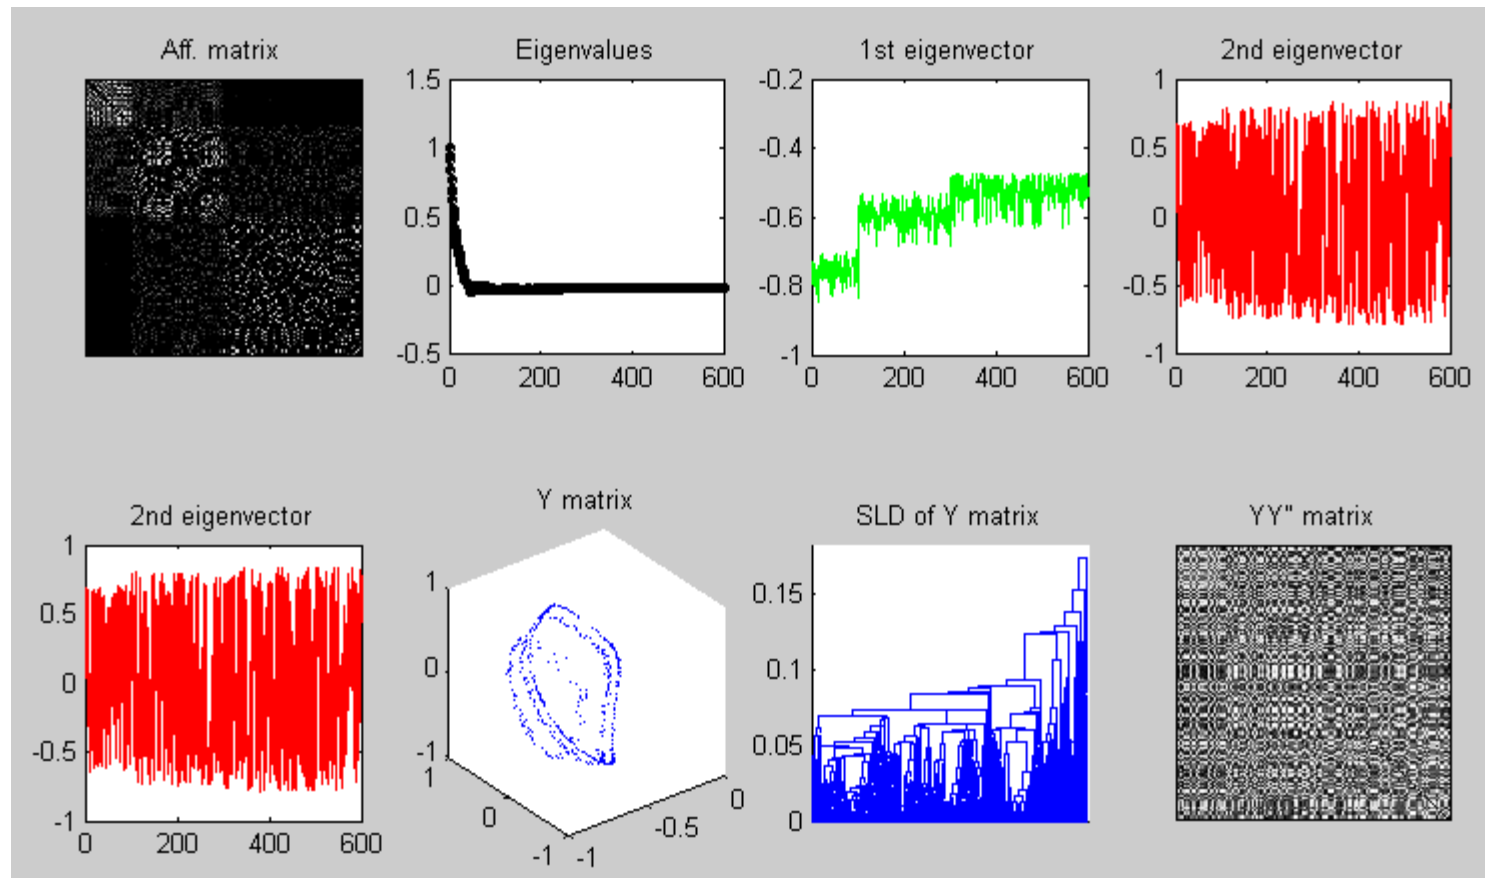 Aff. matrix
Eigenvalues
1st eigenvector
2nd eigenvector
1.5
1
0.5
0
-0.5
0 200 400 600
-0.2
-0.4
-0.6
-0.8
-1
0 200 400 600
1
0.5
0
-0.5
-1
0 200 400 600
2nd eigenvector
Y matrix
SLD of Y matrix
YY" matrix
1
0.5
0
-0.5
-1
0 200 400 600
1
0
-1
1
0
-1
-1
-0.5
0
0.15
0.1
0.05
0